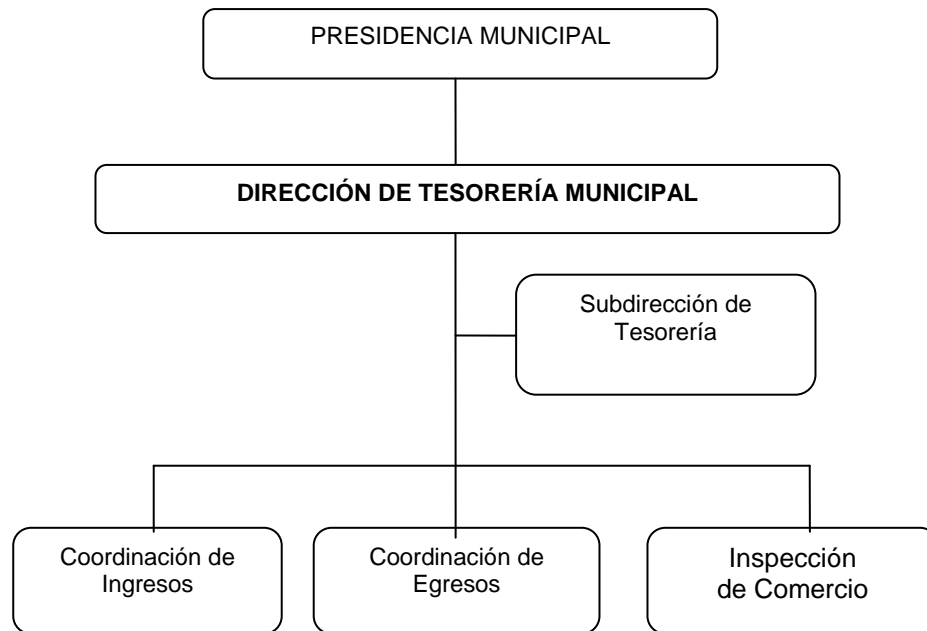 PRESIDENCIA MUNICIPAL
DIRECCIÓN DE TESORERÍA MUNICIPAL
Subdirección de
Tesorería
Coordinación de
Ingresos
Coordinación de
Egresos
Inspección
de Comercio